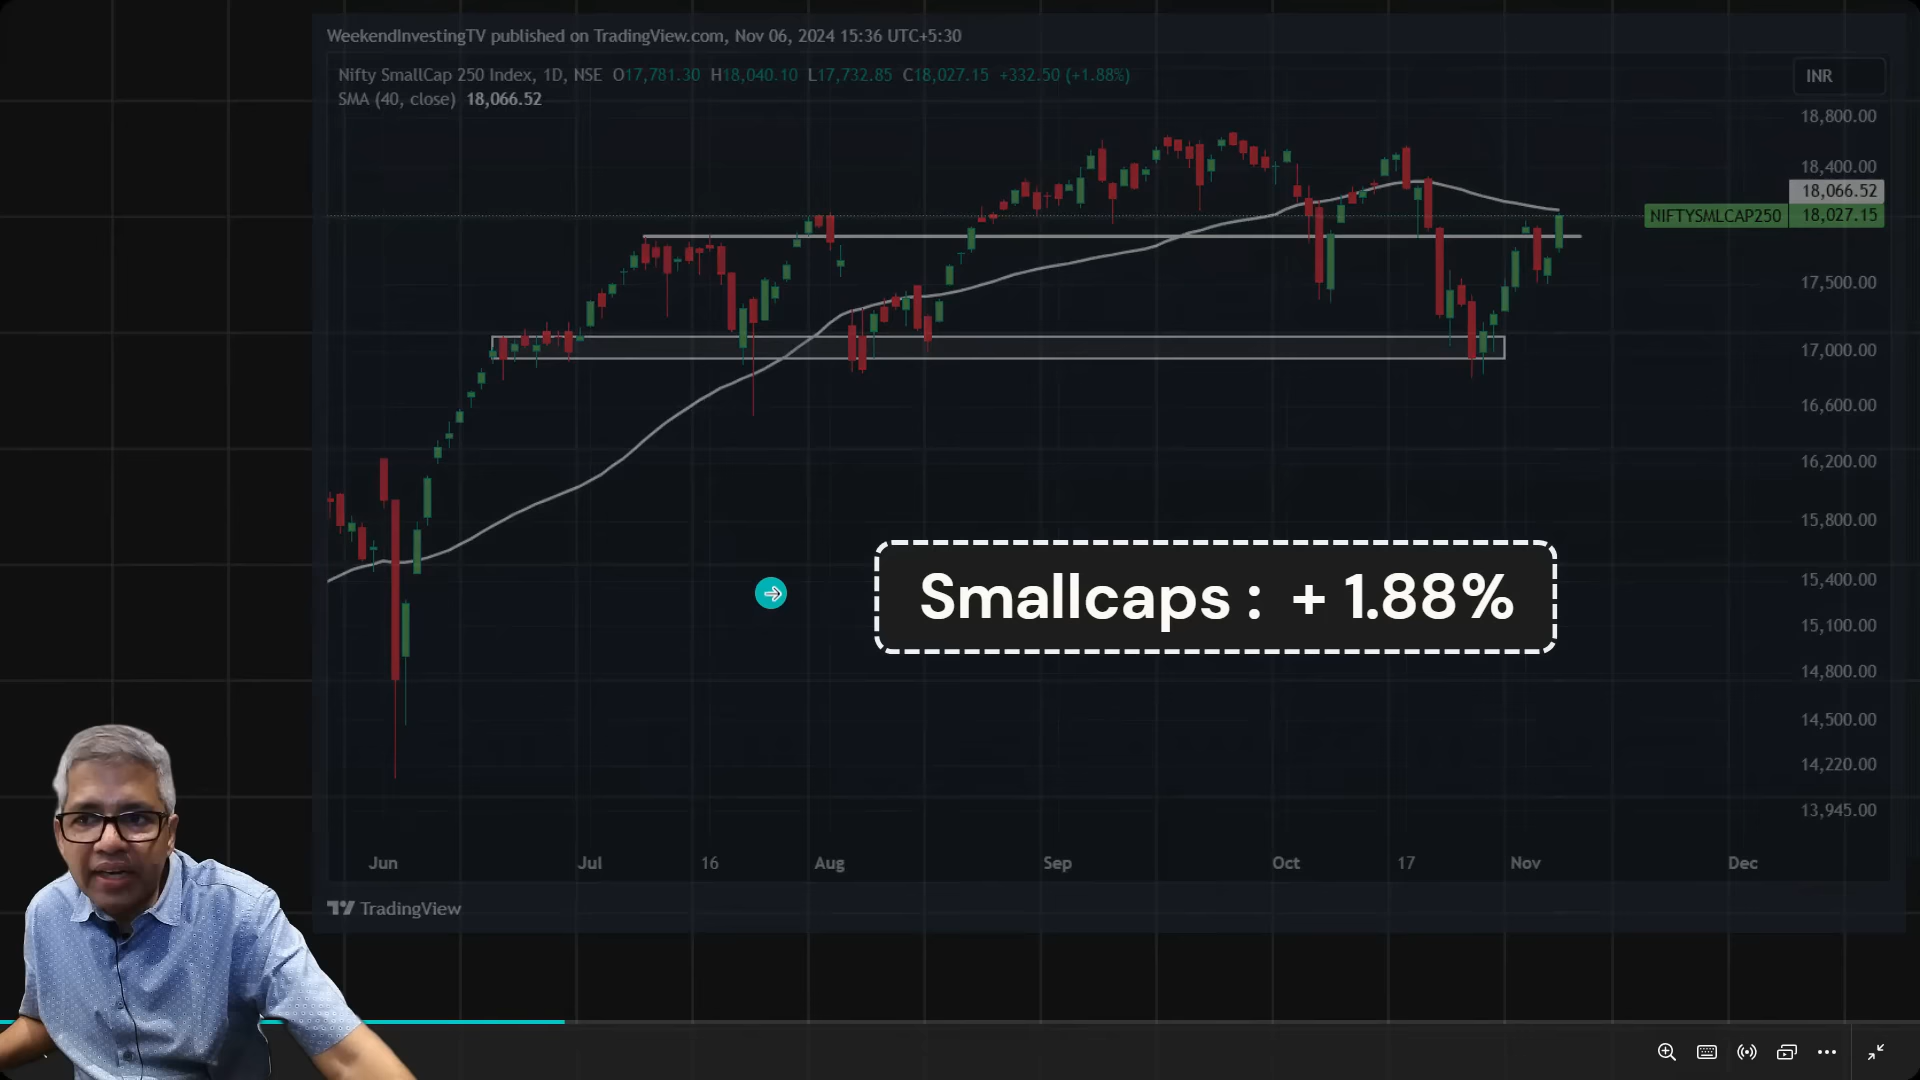 WeekendInvestingTV published on TradingView.com, Nov 06, 2024 15:36 UTC+5:30
Nifty SmallCap 250 Index, 1D, NSE O17,781.30 H18,040.10 L17,732.85 C18,027.15 +332.50 (+1.88%)
SMA (40, close) 18,066.52
INR
18,800.00
18,400.00
18,066.52
NIFTYSMLCAP250 18,027.15
17,500.00
17,000.00
16,600.00
16,200.00
15,800.00
15,400.00
Smallcaps : + 1.88%
15,100.00
14,800.00
14,500.00
14,220.00
13,945.00
Jun Jul 16 Aug Sep Oct 17 Nov Dec
TradingView